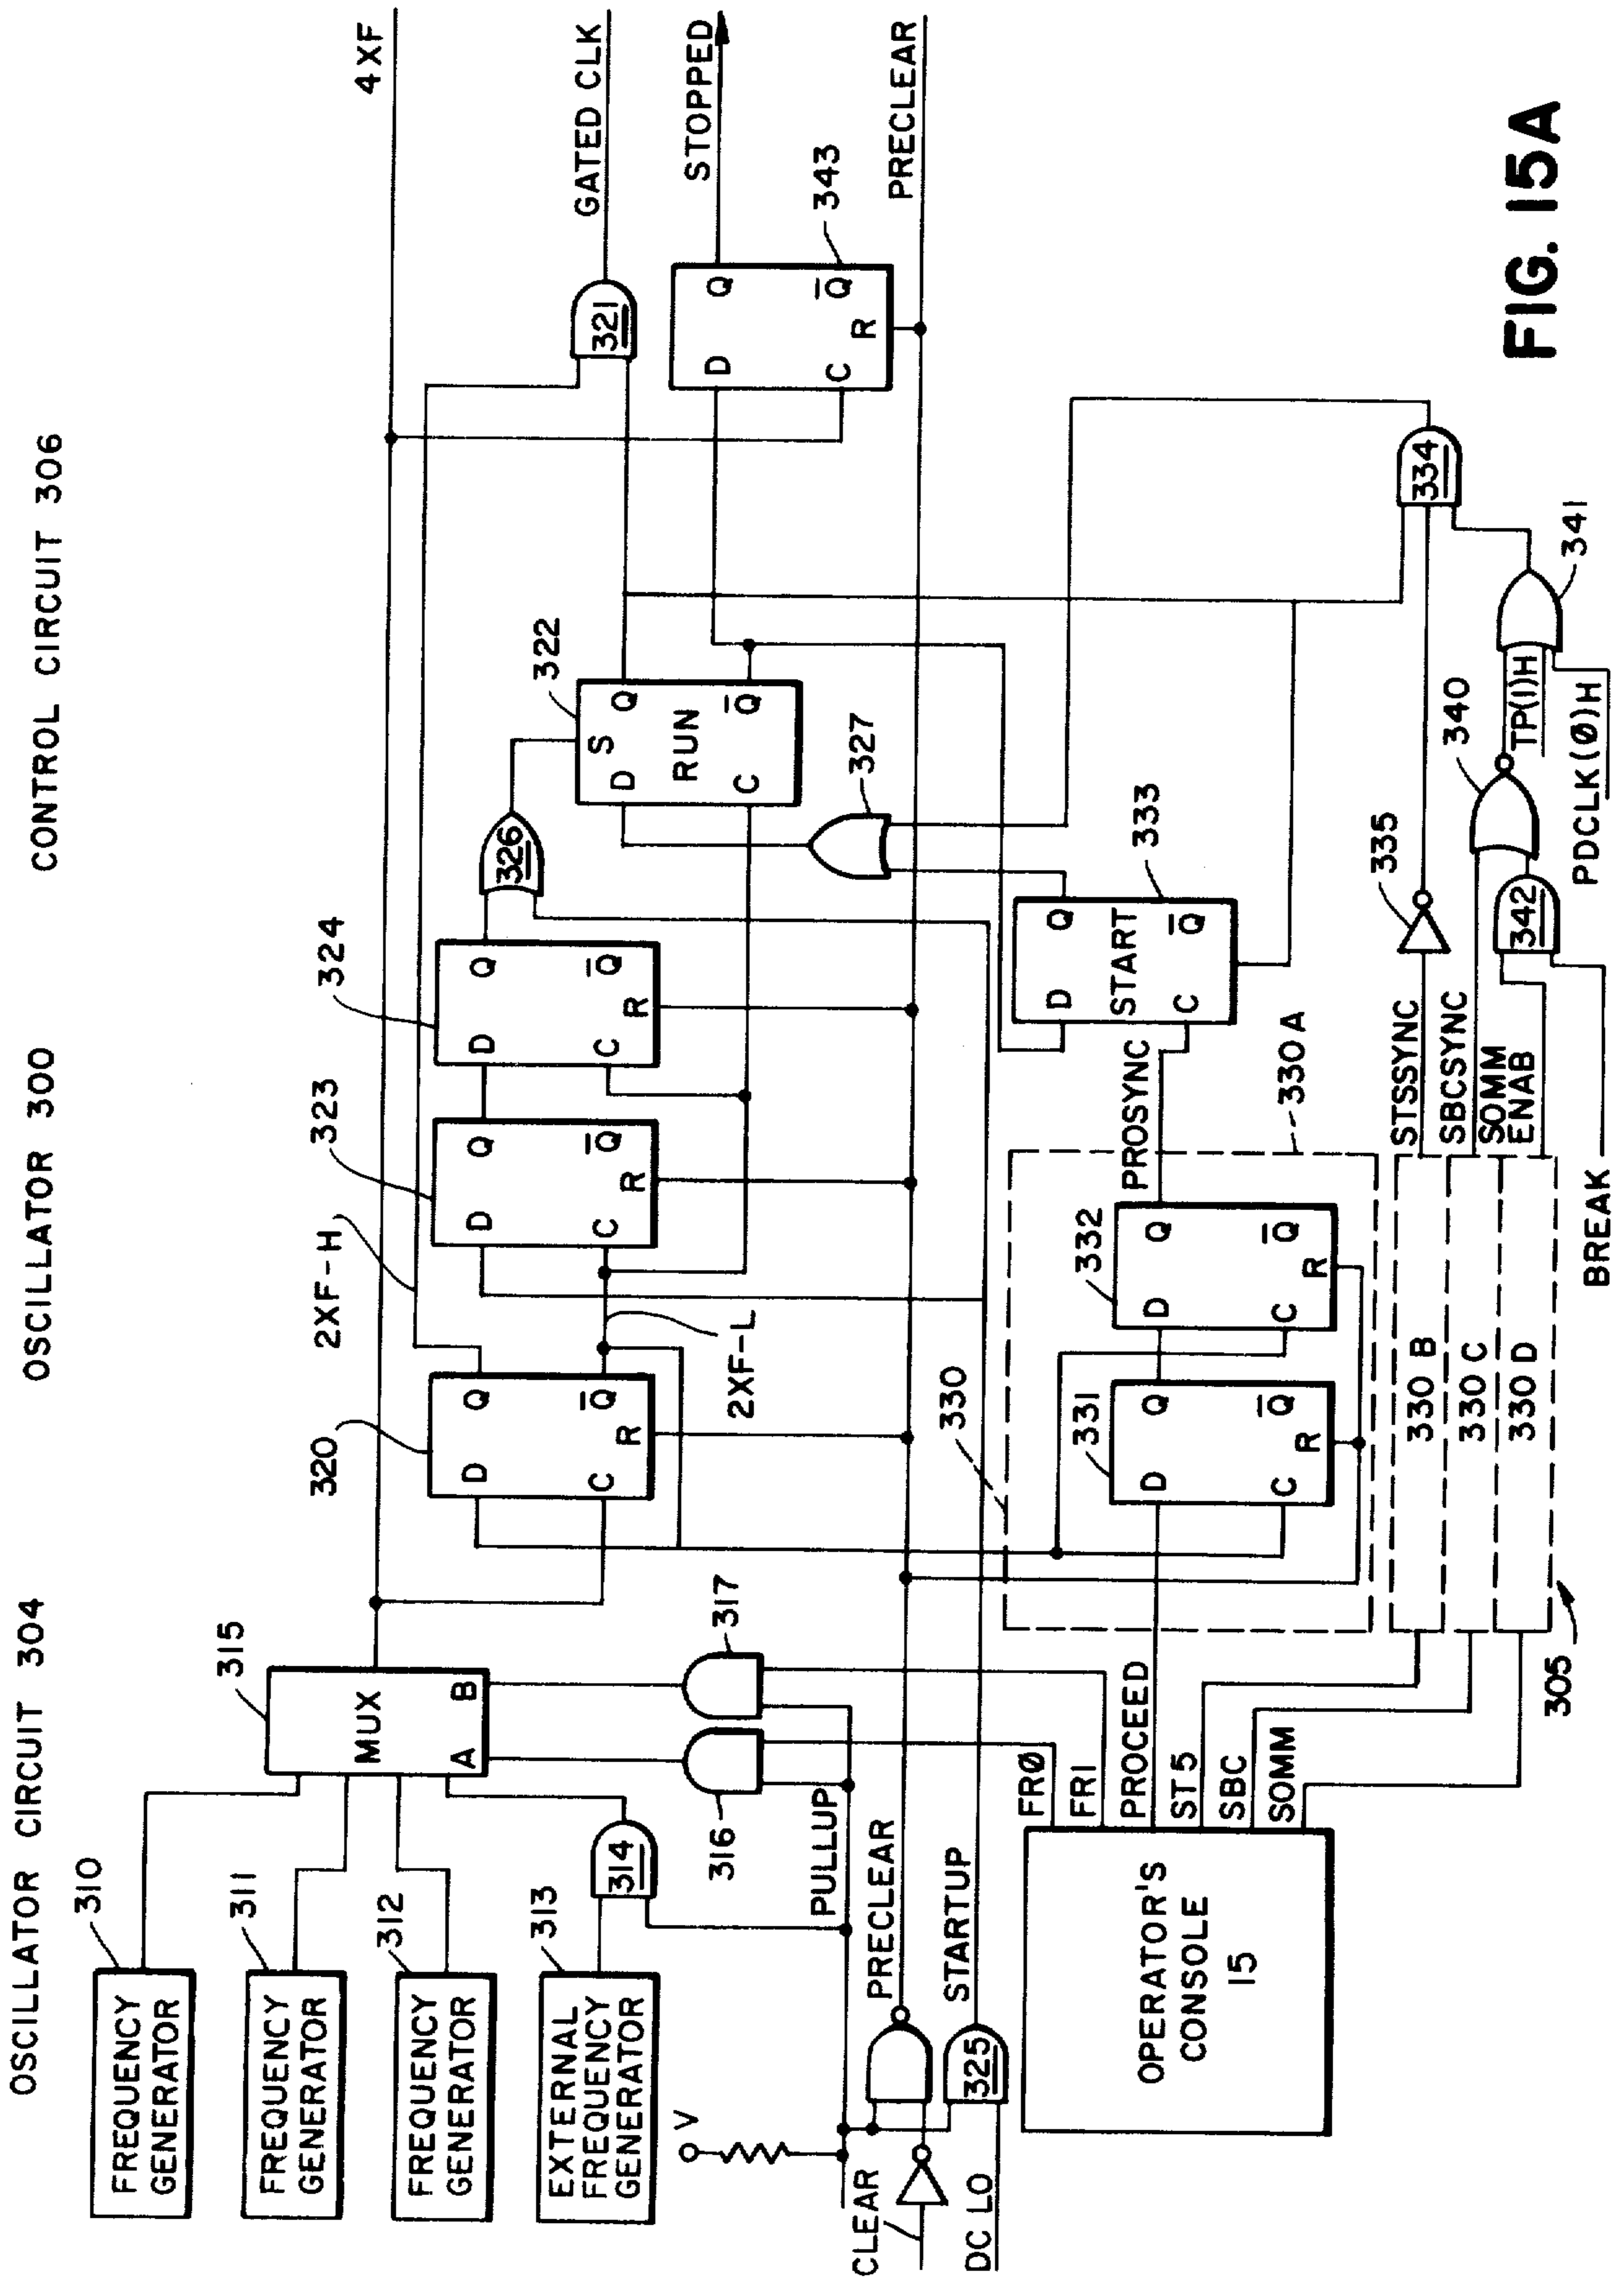 OSCILLATOR CIRCUIT 304
OSCILLATOR 300
CONTROL CIRCUIT 306
310
FREQUENCY
GENERATOR
311
FREQUENCY
GENERATOR
312
FREQUENCY
GENERATOR
313
EXTERNAL
FREQUENCY
GENERATOR
314
315
MUX
A
B
316
317
PULLUP
V
CLEAR
PRECLEAR
DC LO
STARTUP
325
4XF
320
D
Q
C
Q
R
2XF-H
2XF-L
323
D
Q
C
Q
R
324
D
Q
C
Q
R
326
322
S
D
Q
RUN
C
Q
327
321
GATED CLK
STOPPED
343
D
Q
C
Q
R
PRECLEAR
OPERATOR'S
CONSOLE
15
FRØ
FR1
PROCEED
ST5
SBC
SOMM
330
330A
331
D
Q
C
Q
R
332
D
Q
C
Q
R
PROSYNC
333
D
Q
START
C
Q
330 B
330 C
330 D
305
STSSYNC
SBCSYNC
SOMM
ENAB
BREAK
335
340
342
TP(1)H
PDCLK(Ø)H
341
334
FIG. 15A